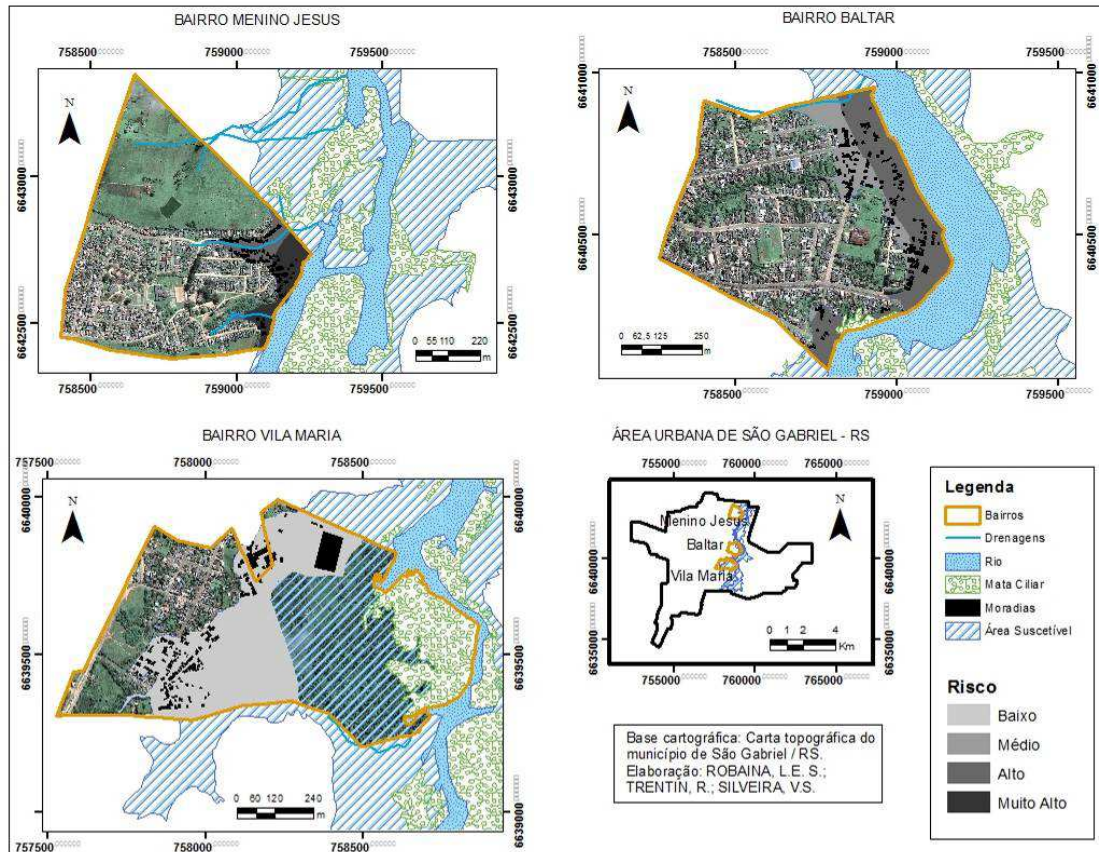 BAIRRO MENINO JESUS
758500
759000
759500
N
6643000
6642500
6643000
6642500
0 55 110 220
m
758500
759000
759500
BAIRRO BALTAR
758500
759000
759500
6641000
6640500
N
6641000
6640500
0 62,5 125 250
m
758500
759000
759500
BAIRRO VILA MARIA
757500
758000
758500
N
6640000
6639500
6640000
6639500
6639000
0 60 120 240
m
757500
758000
758500
ÁREA URBANA DE SÃO GABRIEL - RS
755000
760000
765000
N
Menino Jesus
Baltar
Vila Maria
6640000
6635000
6640000
6635000
0 1 2 4
Km
755000
760000
765000
Base cartográfica: Carta topográfica do
município de São Gabriel / RS.
Elaboração: ROBAINA, L.E. S.;
TRENTIN, R.; SILVEIRA, V.S.
Legenda
Bairros
Drenagens
Rio
Mata Ciliar
Moradias
Área Suscetível
Risco
Baixo
Médio
Alto
Muito Alto